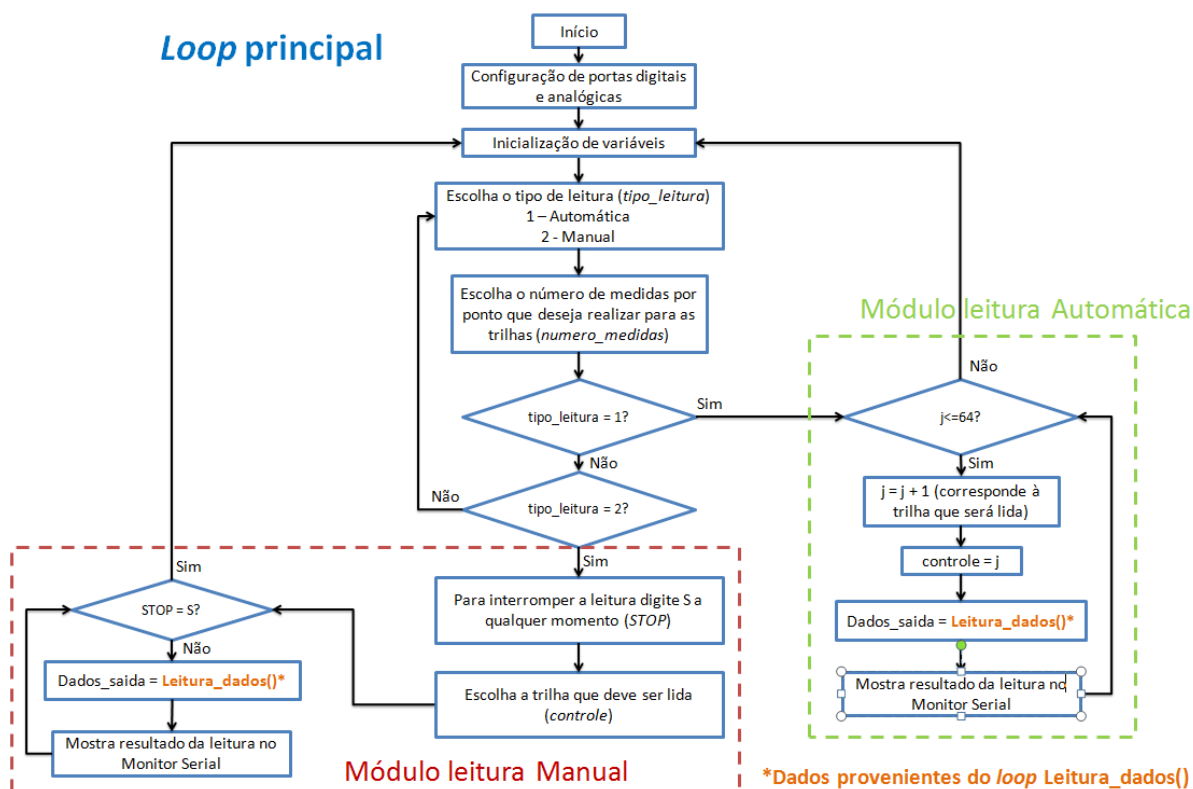 Loop principal
Início
Configuração de portas digitais
e analógicas
Inicialização de variáveis
Escolha o tipo de leitura (tipo_leitura)
1 – Automática
2 - Manual
Escolha o número de medidas por
ponto que deseja realizar para as
trilhas (numero_medidas)
tipo_leitura = 1?
Sim
Não
tipo_leitura = 2?
Não
Sim
Módulo leitura Automática
Não
j<=64?
Sim
j = j + 1 (corresponde à
trilha que será lida)
controle = j
Dados_saida = Leitura_dados()*
Mostra resultado da leitura no
Monitor Serial
Para interromper a leitura digite S a
qualquer momento (STOP)
Escolha a trilha que deve ser lida
(controle)
Sim
STOP = S?
Não
Dados_saida = Leitura_dados()*
Mostra resultado da leitura no
Monitor Serial
Módulo leitura Manual
*Dados provenientes do loop Leitura_dados()